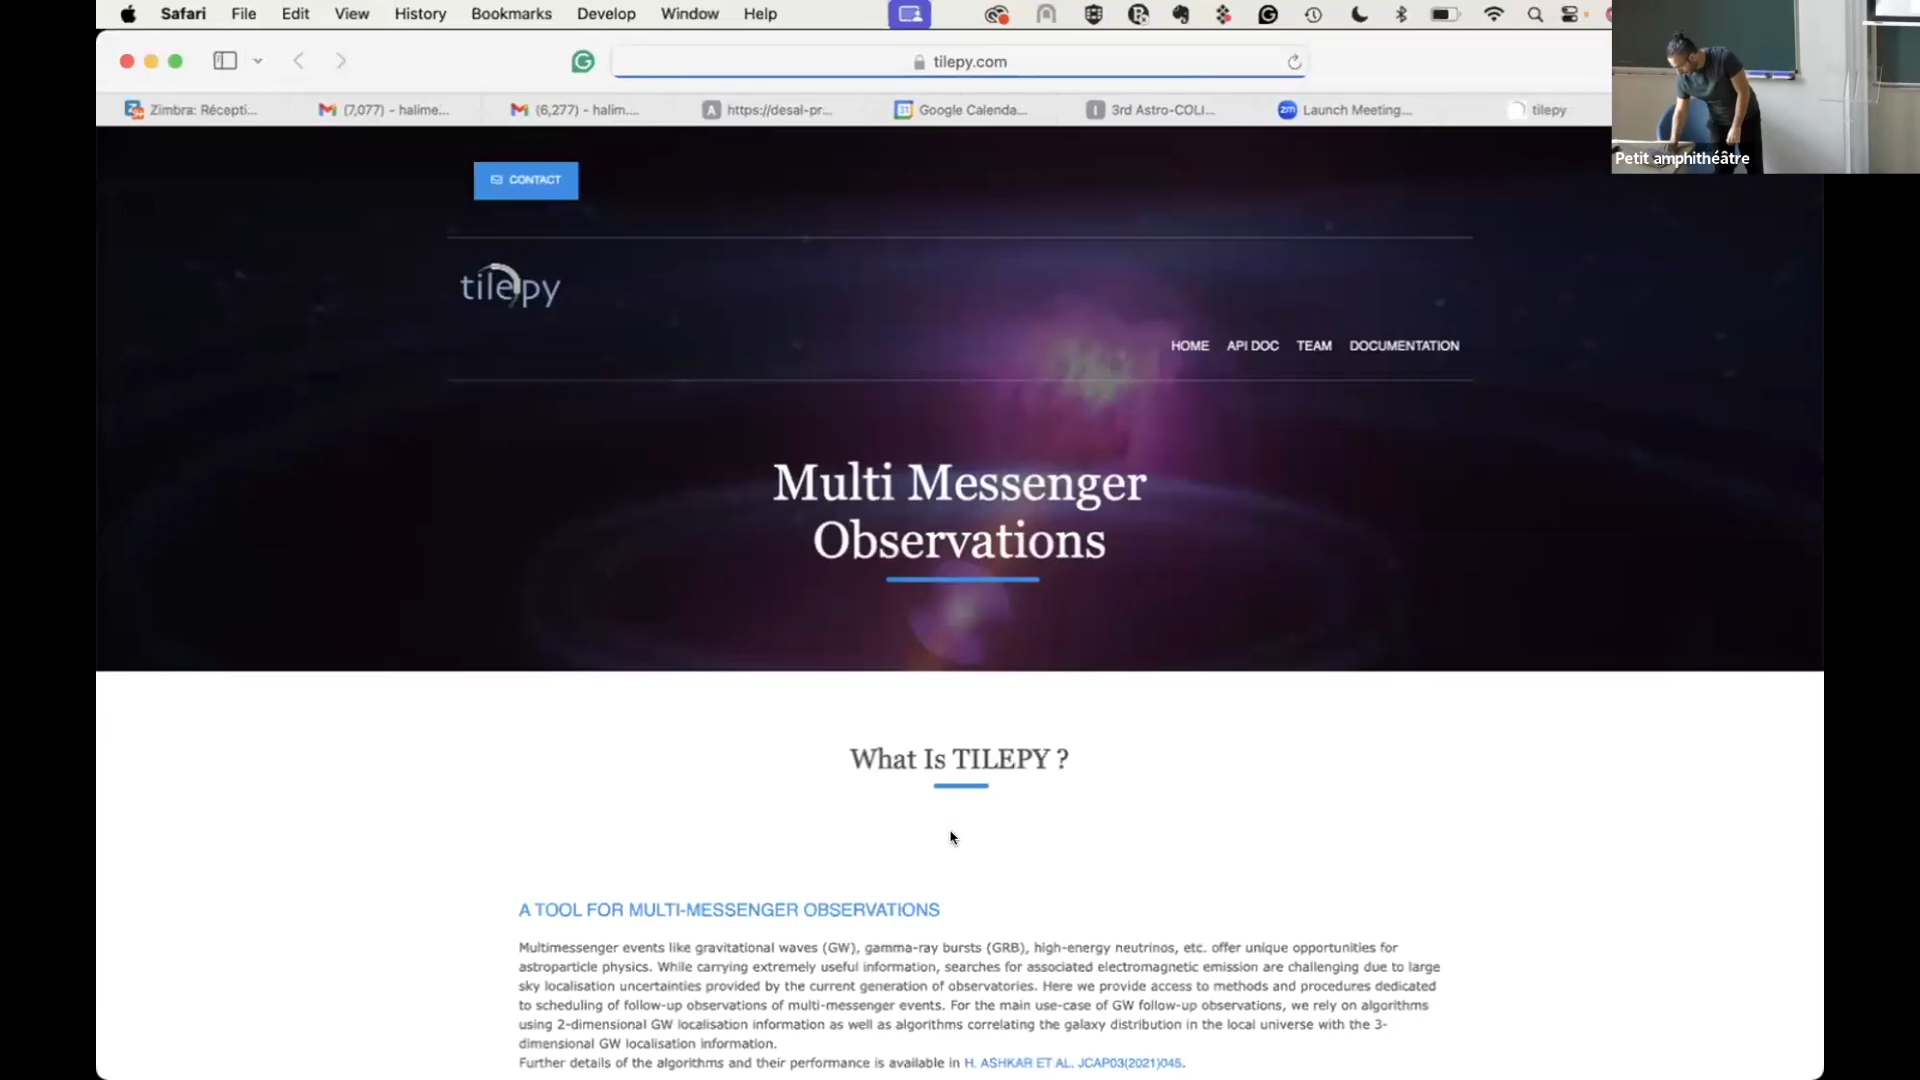 Safari File Edit View History Bookmarks Develop Window Help
tilepy.com
Zimbra: Récepti... (7,077) - halime... (6,277) - halim.... https://desal-pr... Google Calenda... 3rd Astro-COLI... Launch Meeting... tilepy
Petit amphithéâtre
CONTACT
tilepy
HOME API DOC TEAM DOCUMENTATION
Multi Messenger
Observations
What Is TILEPY ?
A TOOL FOR MULTI-MESSENGER OBSERVATIONS
Multimessenger events like gravitational waves (GW), gamma-ray bursts (GRB), high-energy neutrinos, etc. offer unique opportunities for
astroparticle physics. While carrying extremely useful information, searches for associated electromagnetic emission are challenging due to large
sky localisation uncertainties provided by the current generation of observatories. Here we provide access to methods and procedures dedicated
to scheduling of follow-up observations of multi-messenger events. For the main use-case of GW follow-up observations, we rely on algorithms
using 2-dimensional GW localisation information as well as algorithms correlating the galaxy distribution in the local universe with the 3-
dimensional GW localisation information.
Further details of the algorithms and their performance is available in H. ASHKAR ET AL. JCAP03(2021)045.